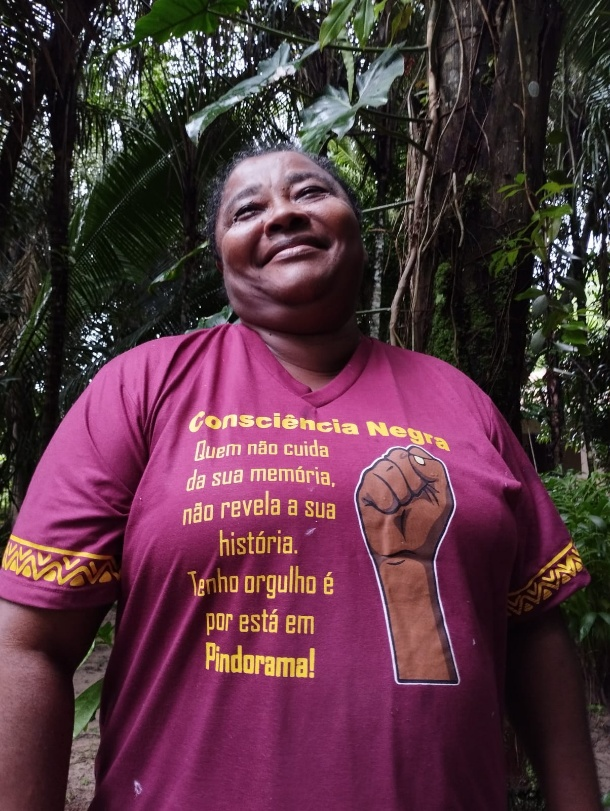 Consciência Negra
Quem não cuida
da sua memória,
não revela a sua
história.
Tenho orgulho é
por está em
Pindorama!